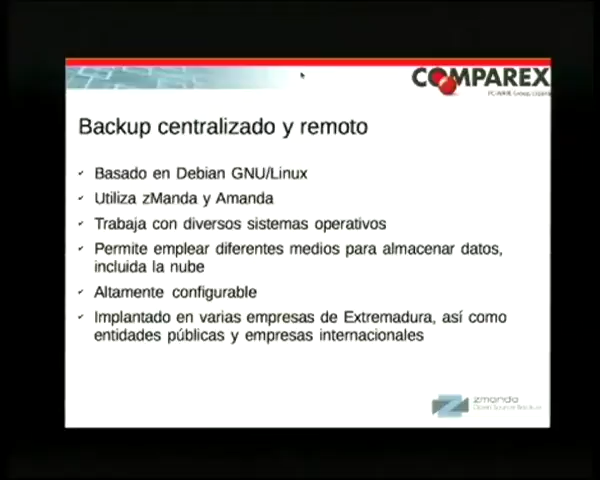 COMPAREX
Backup centralizado y remoto
✓ Basado en Debian GNU/Linux
✓ Utiliza zManda y Amanda
✓ Trabaja con diversos sistemas operativos
✓ Permite emplear diferentes medios para almacenar datos,
incluida la nube
✓ Altamente configurable
✓ Implantado en varias empresas de Extremadura, así como
entidades públicas y empresas internacionales
zmanda
Open Source Backup